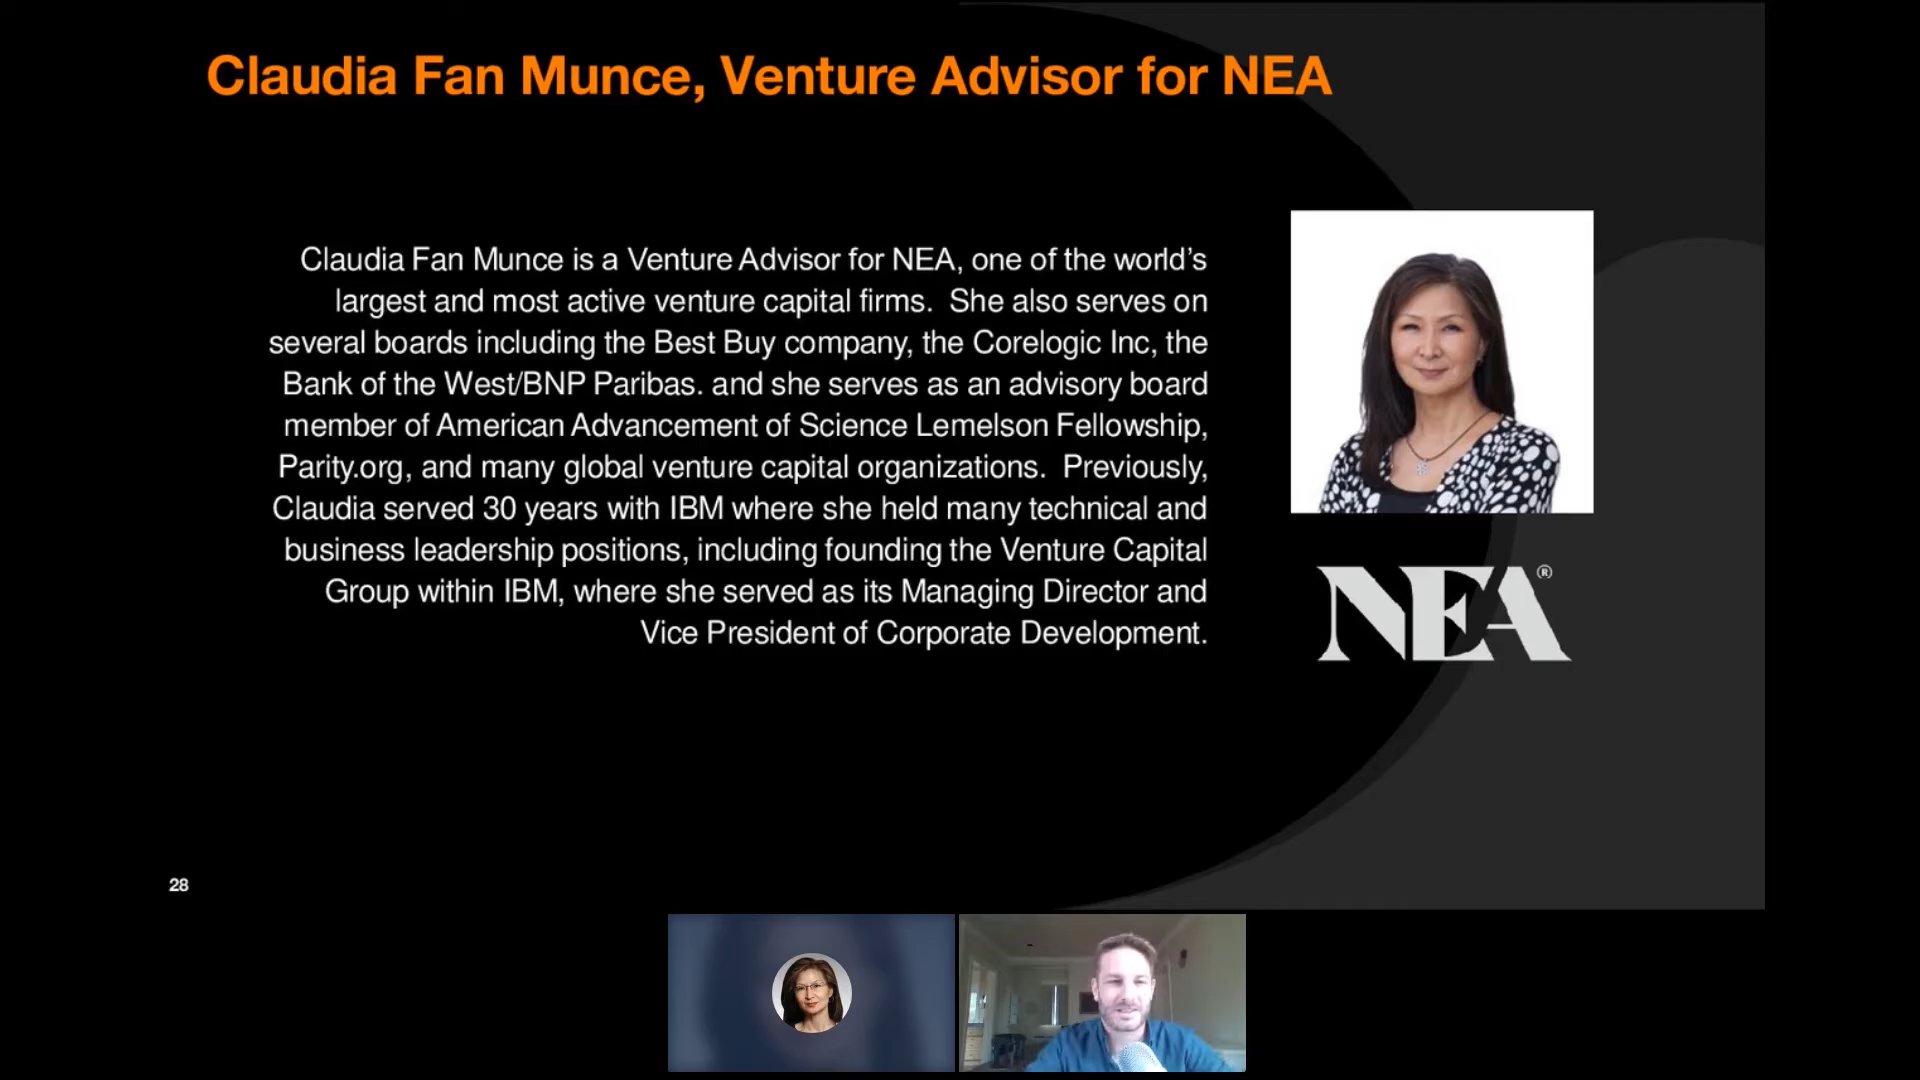 Claudia Fan Munce, Venture Advisor for NEA
Claudia Fan Munce is a Venture Advisor for NEA, one of the world’s
largest and most active venture capital firms.  She also serves on
several boards including the Best Buy company, the Corelogic Inc, the
Bank of the West/BNP Paribas. and she serves as an advisory board
member of American Advancement of Science Lemelson Fellowship,
Parity.org, and many global venture capital organizations.  Previously,
Claudia served 30 years with IBM where she held many technical and
business leadership positions, including founding the Venture Capital
Group within IBM, where she served as its Managing Director and
Vice President of Corporate Development.
NEA®
28